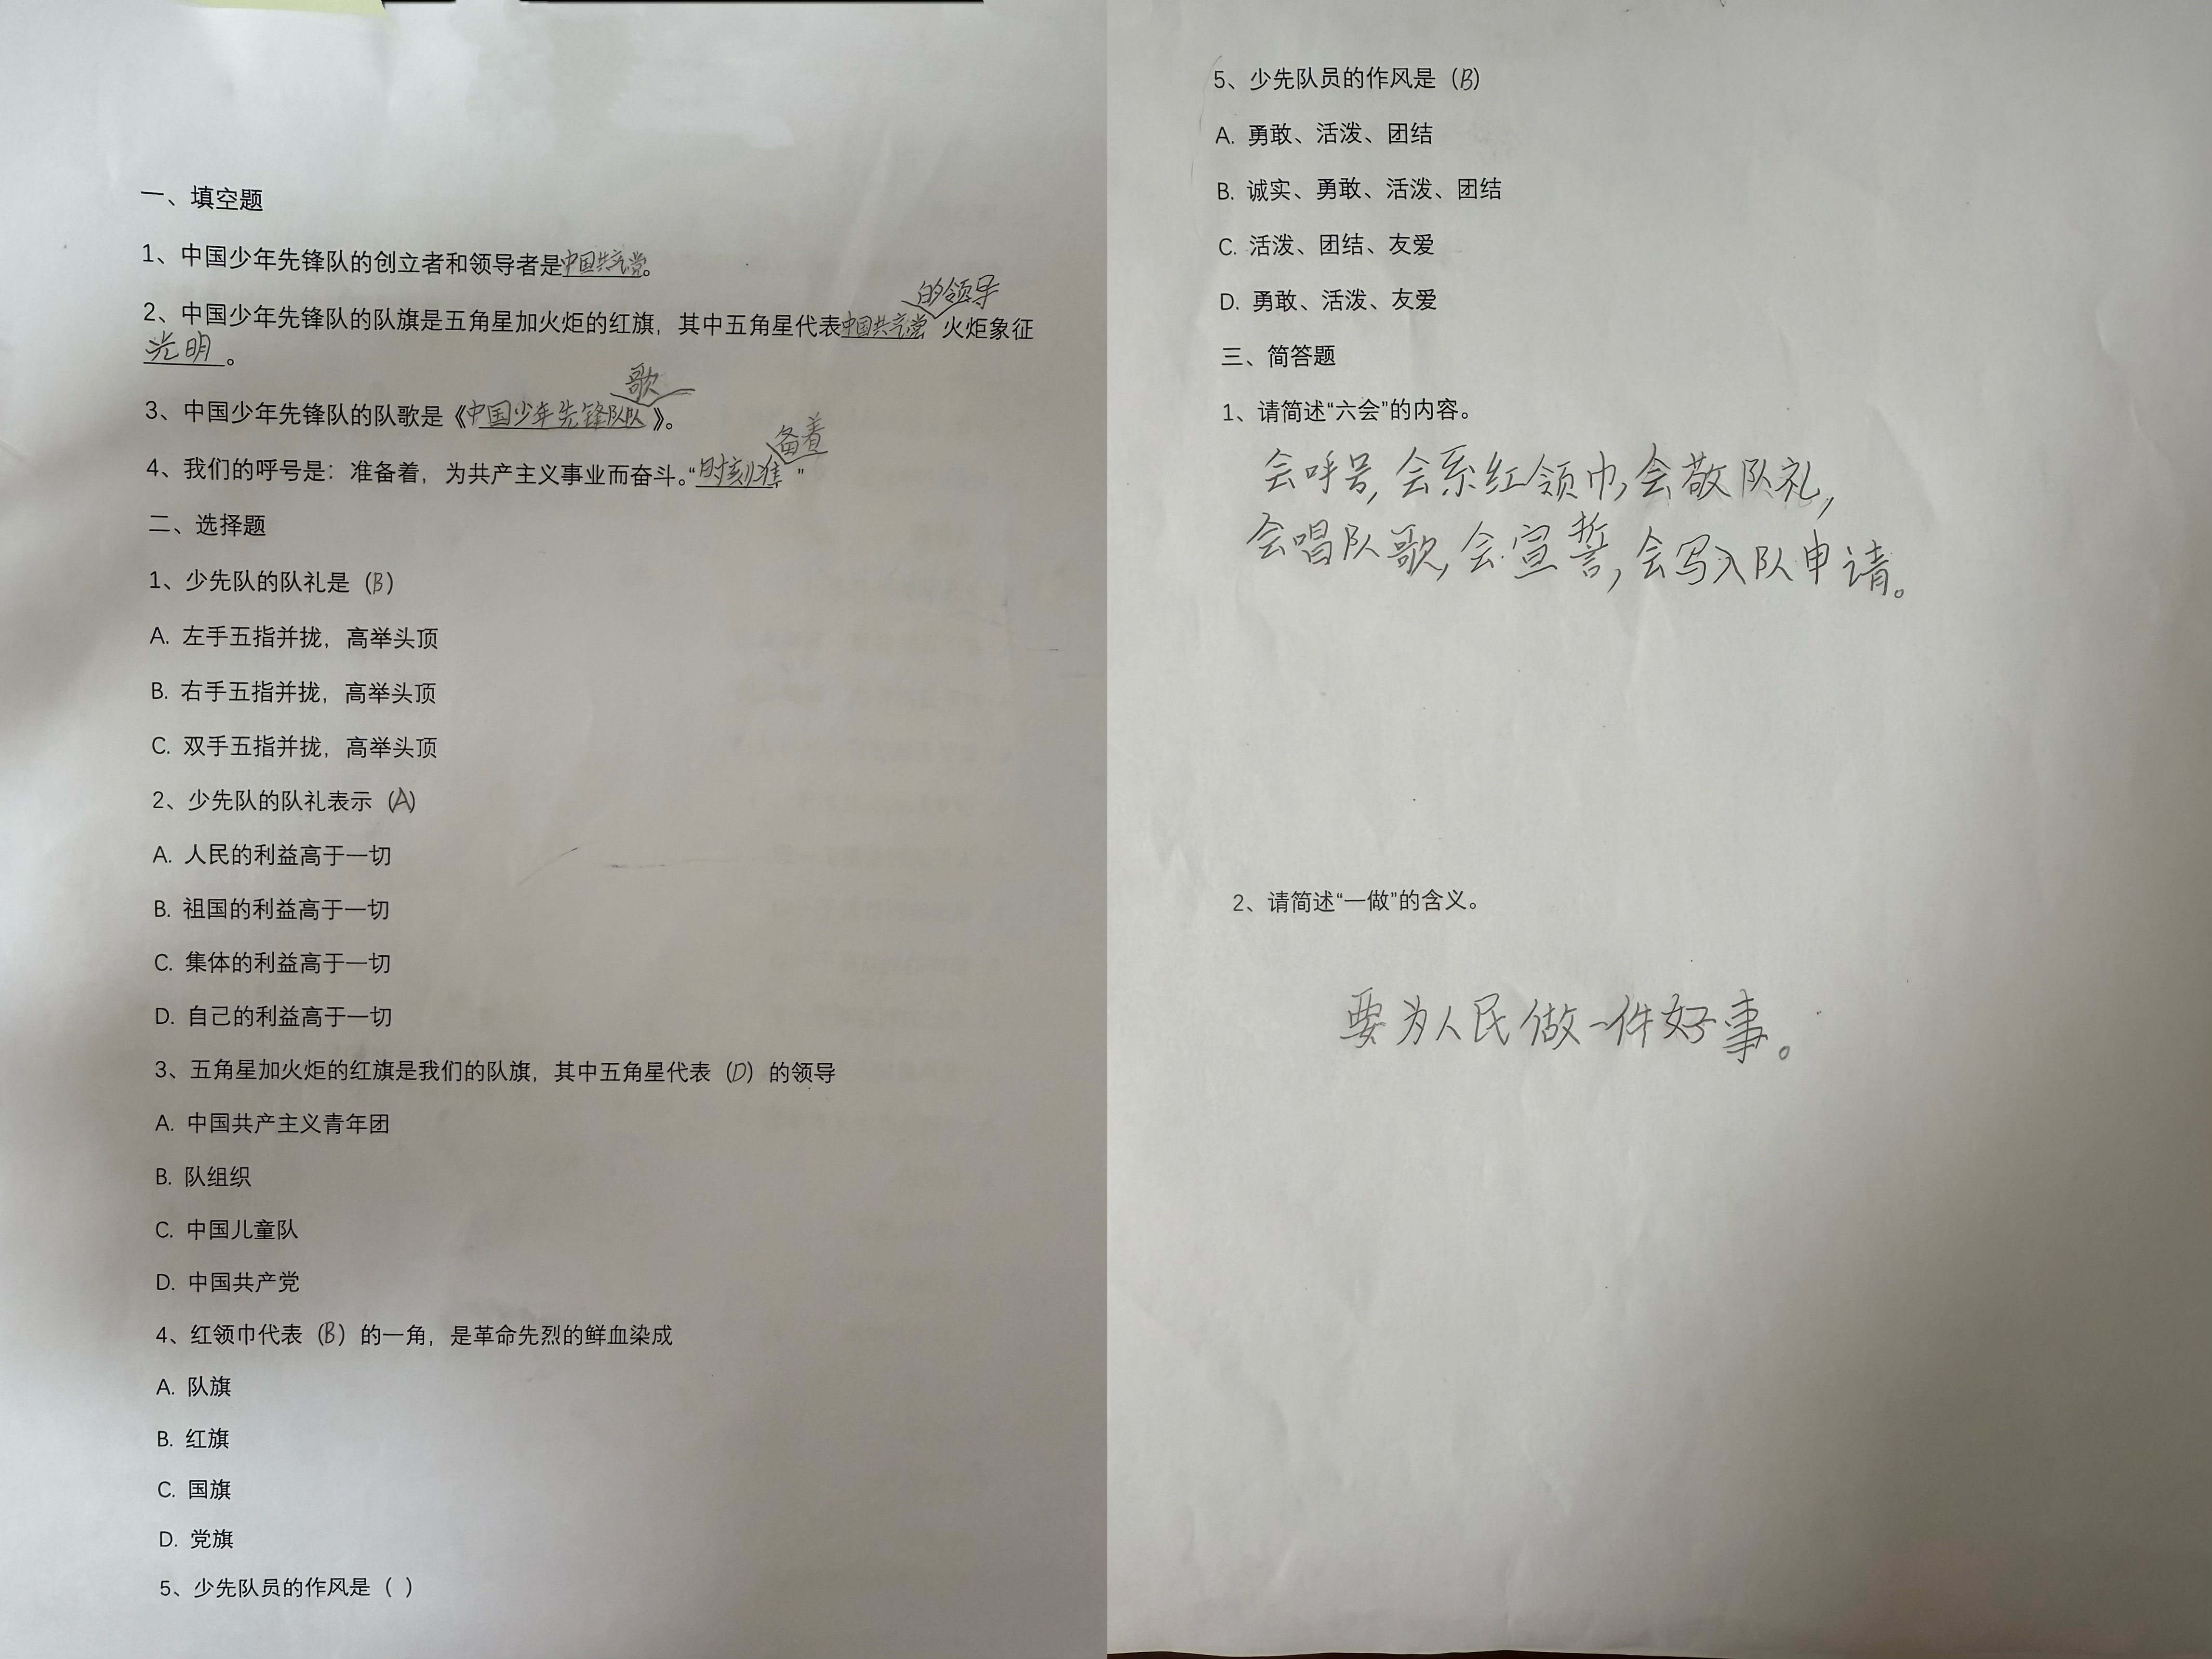 一、填空题
1、中国少年先锋队的创立者和领导者是中国共产党。
2、中国少年先锋队的队旗是五角星加火炬的红旗，其中五角星代表中国共产党的领导 火炬象征
光明。
3、中国少年先锋队的队歌是《中国少年先锋队队歌》。
4、我们的呼号是：准备着，为共产主义事业而奋斗。“时刻准备着”
二、选择题
1、少先队的队礼是（B）
A. 左手五指并拢，高举头顶
B. 右手五指并拢，高举头顶
C. 双手五指并拢，高举头顶
2、少先队的队礼表示（A）
A. 人民的利益高于一切
B. 祖国的利益高于一切
C. 集体的利益高于一切
D. 自己的利益高于一切
3、五角星加火炬的红旗是我们的队旗，其中五角星代表（D）的领导
A. 中国共产主义青年团
B. 队组织
C. 中国儿童队
D. 中国共产党
4、红领巾代表（B）的一角，是革命先烈的鲜血染成
A. 队旗
B. 红旗
C. 国旗
D. 党旗
5、少先队员的作风是（ ）
5、少先队员的作风是（B）
A. 勇敢、活泼、团结
B. 诚实、勇敢、活泼、团结
C. 活泼、团结、友爱
D. 勇敢、活泼、友爱
三、简答题
1、请简述“六会”的内容。
会呼号，会系红领巾，会敬队礼，
会唱队歌，会宣誓，会写入队申请。
2、请简述“一做”的含义。
要为人民做一件好事。